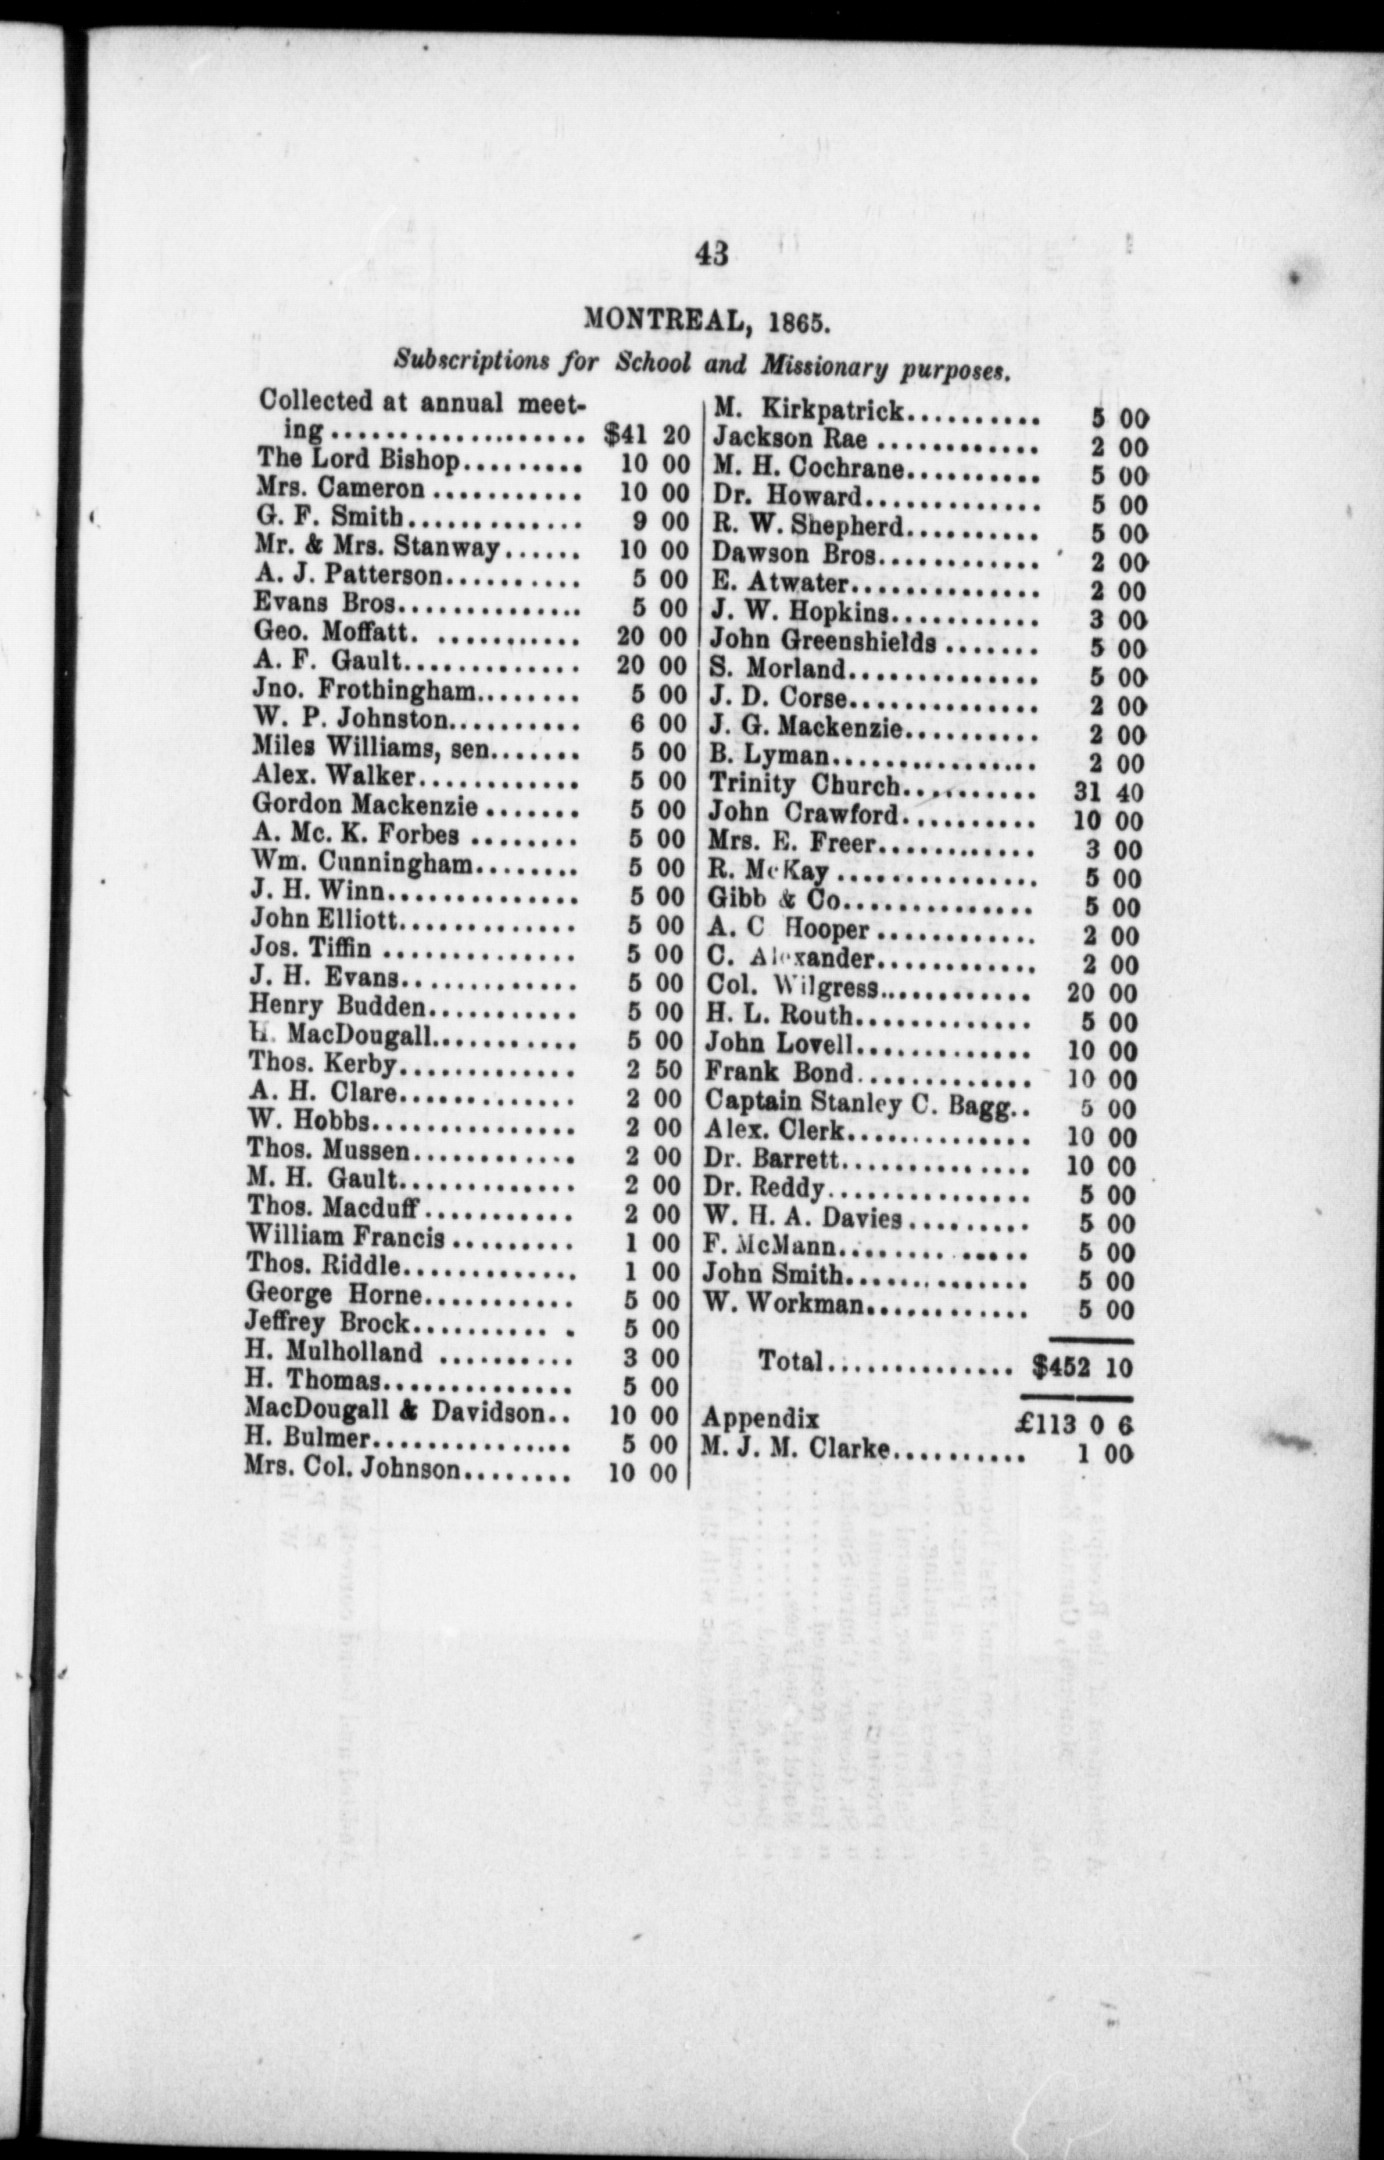 43
MONTREAL, 1865.
Subscriptions for School and Missionary purposes.
Collected at annual meet-
ing.................... $41 20
The Lord Bishop......... 10 00
Mrs. Cameron ........... 10 00
G. F. Smith............. 9 00
Mr. & Mrs. Stanway...... 10 00
A. J. Patterson.......... 5 00
Evans Bros.............. 5 00
Geo. Moffatt. ........... 20 00
A. F. Gault............. 20 00
Jno. Frothingham........ 5 00
W. P. Johnston.......... 6 00
Miles Williams, sen....... 5 00
Alex. Walker............. 5 00
Gordon Mackenzie ....... 5 00
A. Mc. K. Forbes ........ 5 00
Wm. Cunningham........ 5 00
J. H. Winn.............. 5 00
John Elliott............. 5 00
Jos. Tiffin .............. 5 00
J. H. Evans............. 5 00
Henry Budden........... 5 00
H. MacDougall........... 5 00
Thos. Kerby............. 2 50
A. H. Clare............. 2 00
W. Hobbs............... 2 00
Thos. Mussen............ 2 00
M. H. Gault............. 2 00
Thos. Macduff........... 2 00
William Francis ......... 1 00
Thos. Riddle............. 1 00
George Horne........... 5 00
Jeffrey Brock.......... . 5 00
H. Mulholland .......... 3 00
H. Thomas.............. 5 00
MacDougall & Davidson.. 10 00
H. Bulmer............... 5 00
Mrs. Col. Johnson........ 10 00
M. Kirkpatrick.......... 5 00
Jackson Rae ............ 2 00
M. H. Cochrane.......... 5 00
Dr. Howard............. 5 00
R. W. Shepherd.......... 5 00
Dawson Bros............ 2 00
E. Atwater.............. 2 00
J. W. Hopkins........... 3 00
John Greenshields ....... 5 00
S. Morland.............. 5 00
J. D. Corse.............. 2 00
J. G. Mackenzie.......... 2 00
B. Lyman................ 2 00
Trinity Church.......... 31 40
John Crawford.......... 10 00
Mrs. E. Freer............ 3 00
R. McKay ............... 5 00
Gibb & Co.............. 5 00
A. C Hooper ............ 2 00
C. Alexander............ 2 00
Col. Wilgress............ 20 00
H. L. Routh............. 5 00
John Lovell............. 10 00
Frank Bond............. 10 00
Captain Stanley C. Bagg.. 5 00
Alex. Clerk.............. 10 00
Dr. Barrett.............. 10 00
Dr. Reddy............... 5 00
W. H. A. Davies......... 5 00
F. McMann........ ..... 5 00
John Smith.............. 5 00
W. Workman............ 5 00
Total.............. $452 10
Appendix £113 0 6
M. J. M. Clarke.......... 1 00